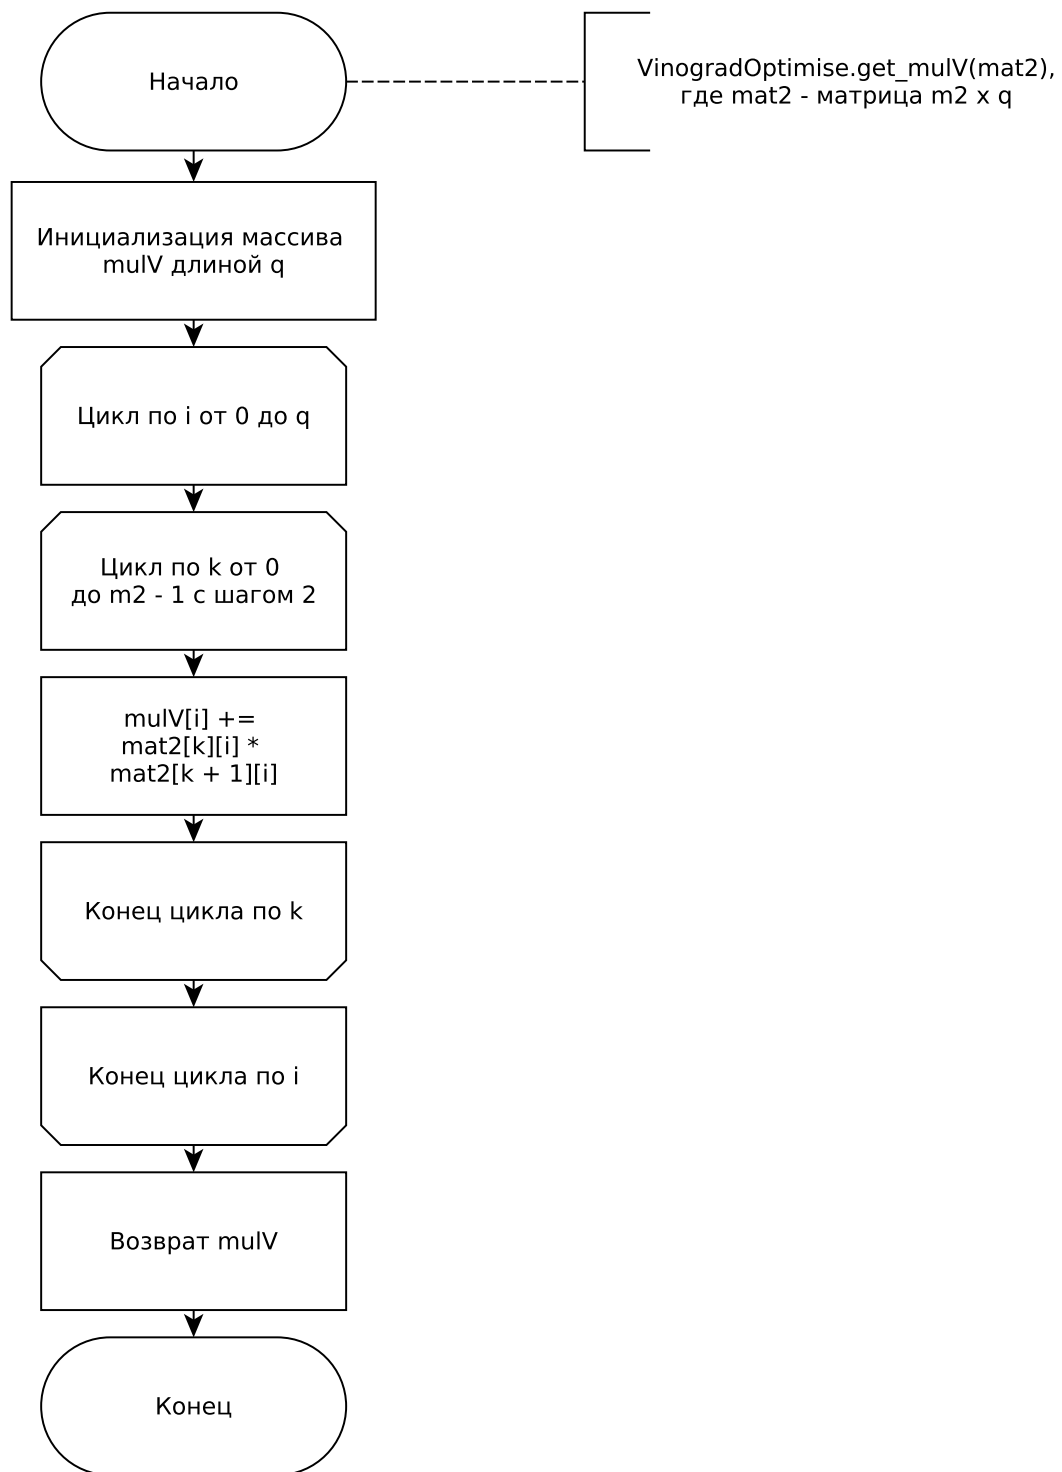 Начало
VinogradOptimise.get_mulV(mat2),
где mat2 - матрица m2 x q
Инициализация массива
mulV длиной q
Цикл по i от 0 до q
Цикл по k от 0
до m2 - 1 с шагом 2
mulV[i] +=
mat2[k][i] *
mat2[k + 1][i]
Конец цикла по k
Конец цикла по i
Возврат mulV
Конец